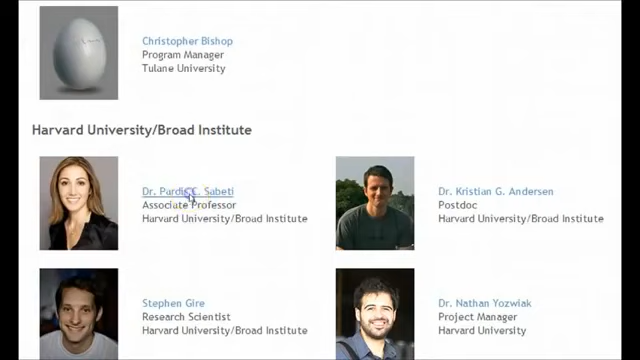 Christopher Bishop
Program Manager
Tulane University
Harvard University/Broad Institute
Dr. Pardis C. Sabeti
Associate Professor
Harvard University/Broad Institute
Dr. Kristian G. Andersen
Postdoc
Harvard University/Broad Institute
Stephen Gire
Research Scientist
Harvard University/Broad Institute
Dr. Nathan Yozwiak
Project Manager
Harvard University